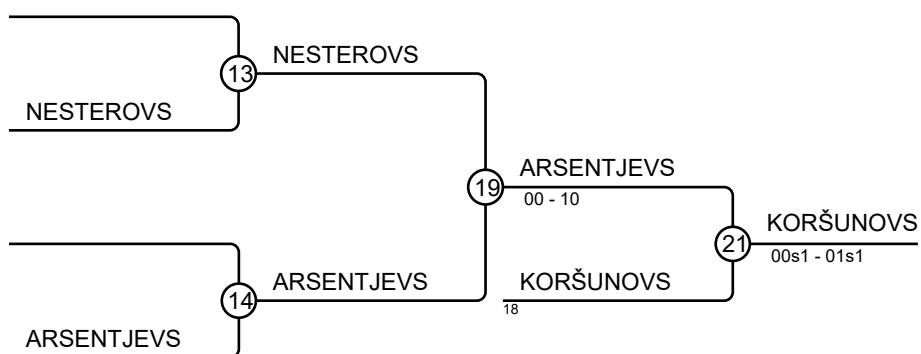 13
NESTEROVS
NESTEROVS
19
ARSENTJEVS
00 - 10
21
KORŠUNOVS
00s1 - 01s1
14
ARSENTJEVS
KORŠUNOVS
18
ARSENTJEVS